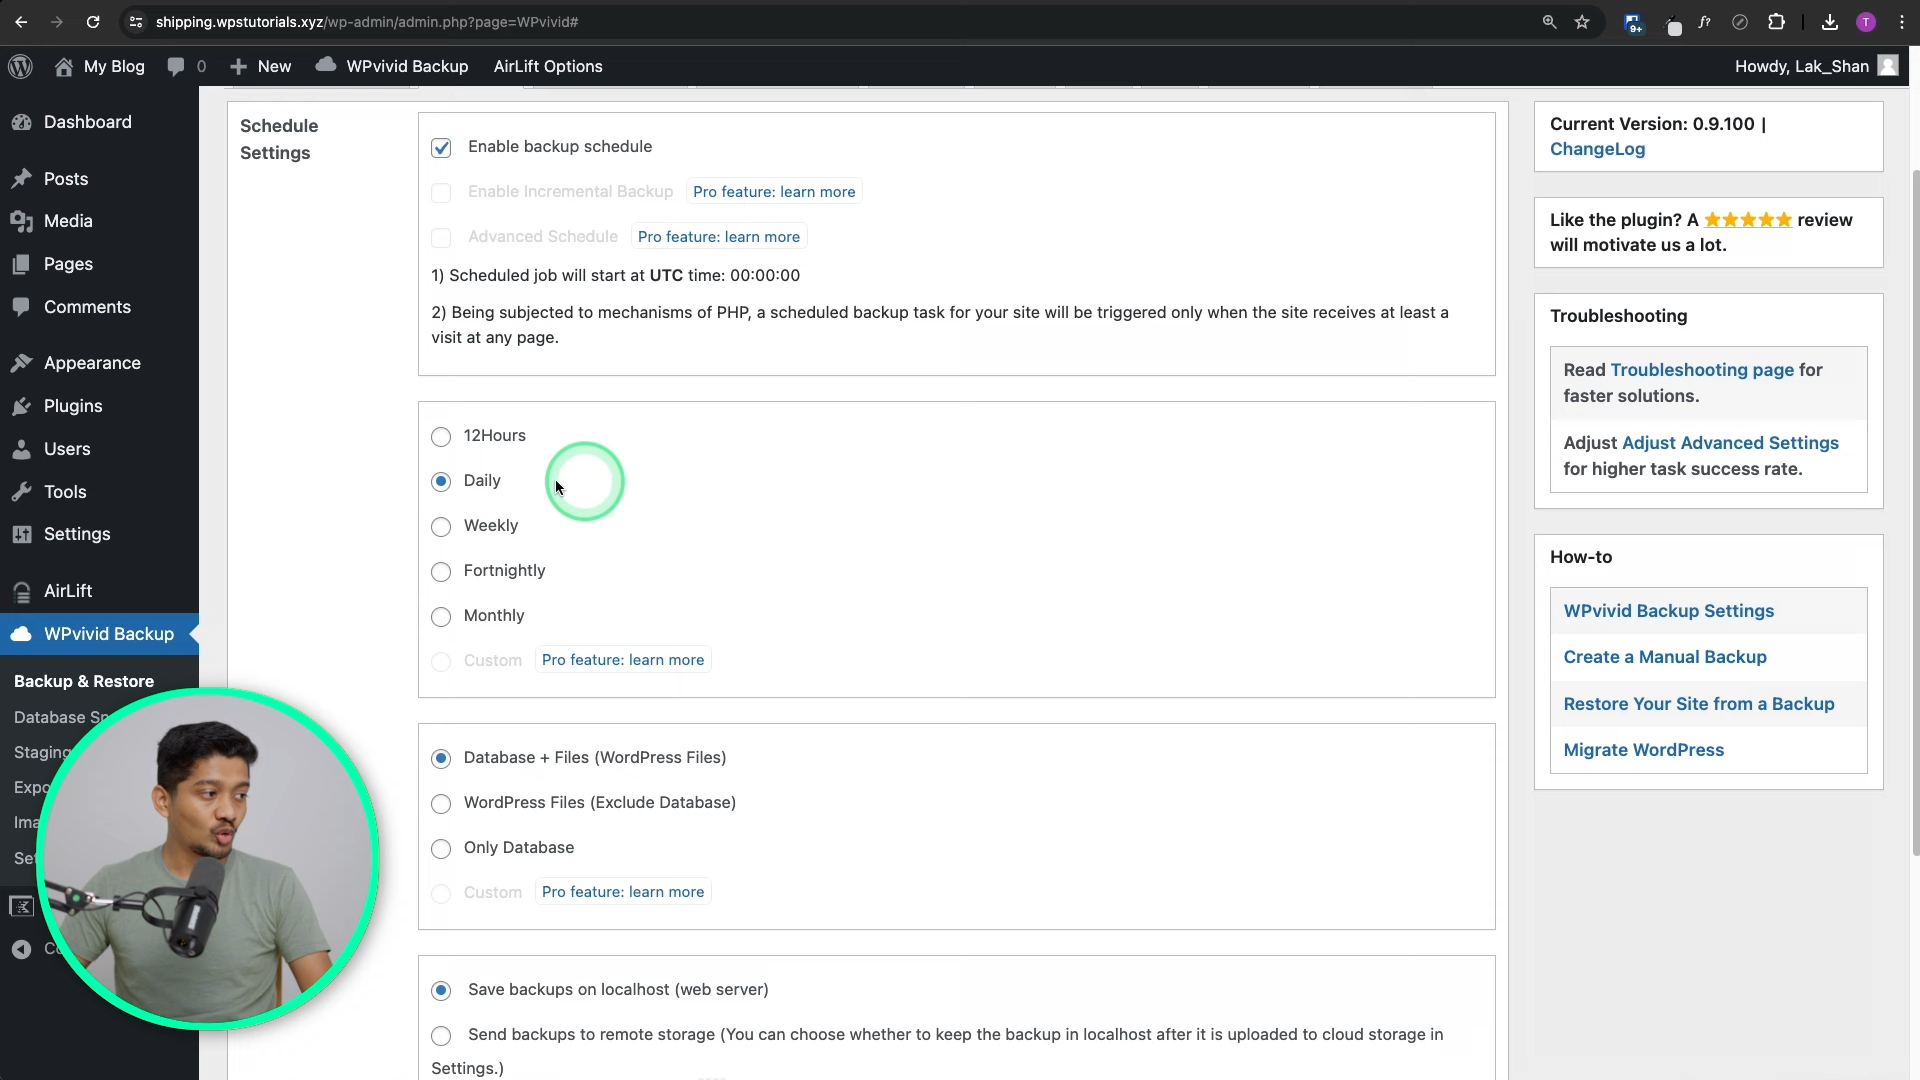 shipping.wpstutorials.xyz/wp-admin/admin.php?page=WPvivid#
9+
f?
T
My Blog
0
New
WPvivid Backup
AirLift Options
Howdy, Lak_Shan
Dashboard
Posts
Media
Pages
Comments
Appearance
Plugins
Users
Tools
Settings
AirLift
WPvivid Backup
Backup & Restore
Database
Staging
Schedule
Settings
Enable backup schedule
Enable Incremental Backup Pro feature: learn more
Advanced Schedule Pro feature: learn more
1) Scheduled job will start at UTC time: 00:00:00
2) Being subjected to mechanisms of PHP, a scheduled backup task for your site will be triggered only when the site receives at least a
visit at any page.
12Hours
Daily
Weekly
Fortnightly
Monthly
Custom Pro feature: learn more
Database + Files (WordPress Files)
WordPress Files (Exclude Database)
Only Database
Custom Pro feature: learn more
Save backups on localhost (web server)
Send backups to remote storage (You can choose whether to keep the backup in localhost after it is uploaded to cloud storage in
Settings.)
Current Version: 0.9.100 |
ChangeLog
Like the plugin? A ★★★★★ review
will motivate us a lot.
Troubleshooting
Read Troubleshooting page for
faster solutions.
Adjust Adjust Advanced Settings
for higher task success rate.
How-to
WPvivid Backup Settings
Create a Manual Backup
Restore Your Site from a Backup
Migrate WordPress